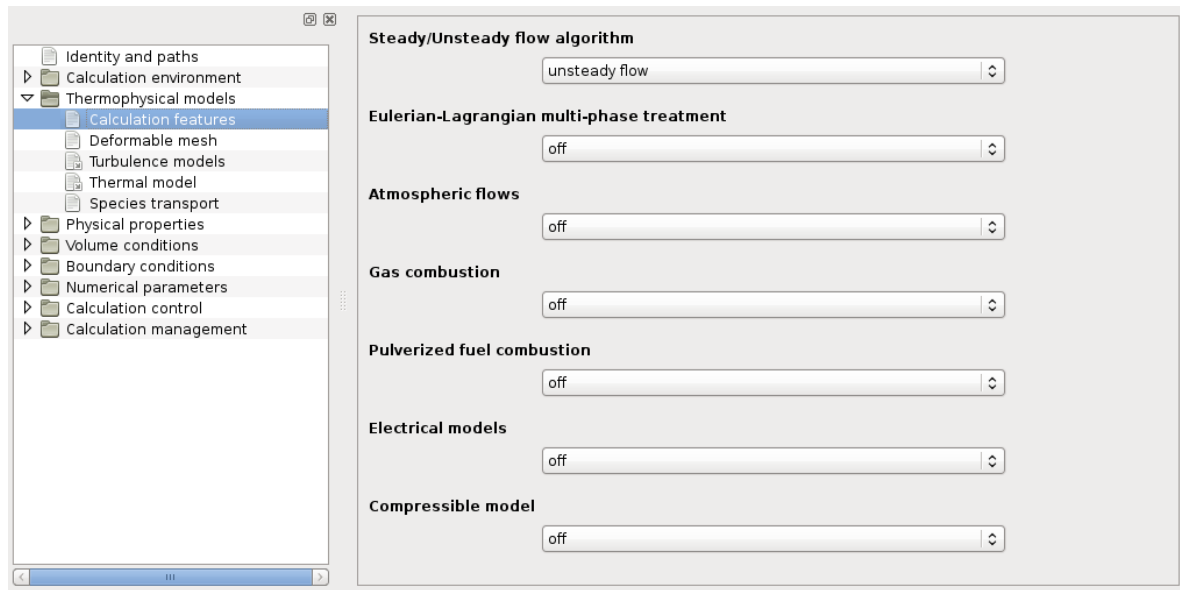 Identity and paths
Calculation environment
Thermophysical models
Calculation features
Deformable mesh
Turbulence models
Thermal model
Species transport
Physical properties
Volume conditions
Boundary conditions
Numerical parameters
Calculation control
Calculation management
Steady/Unsteady flow algorithm
unsteady flow
Eulerian-Lagrangian multi-phase treatment
off
Atmospheric flows
off
Gas combustion
off
Pulverized fuel combustion
off
Electrical models
off
Compressible model
off